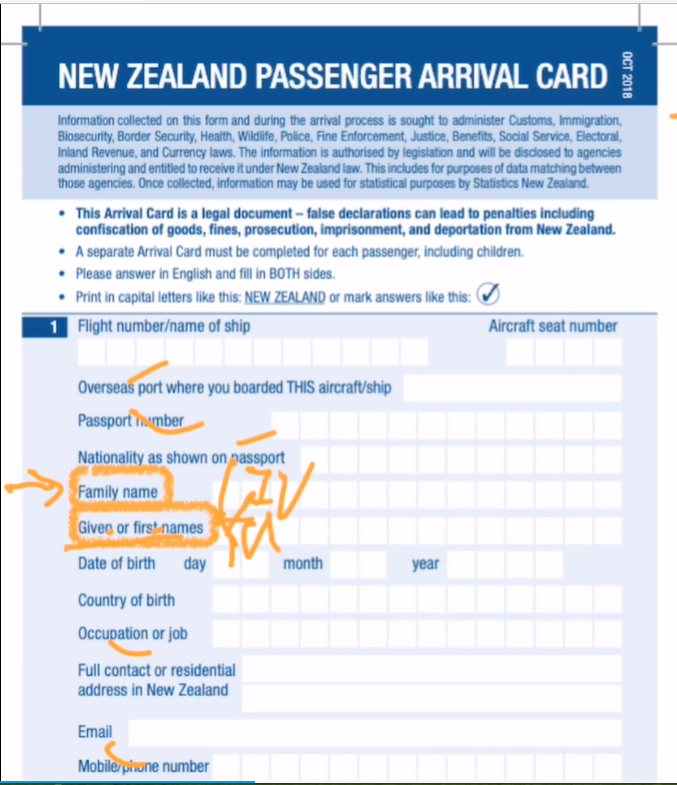 NEW ZEALAND PASSENGER ARRIVAL CARD
OCT 2018
Information collected on this form and during the arrival process is sought to administer Customs, Immigration,
Biosecurity, Border Security, Health, Wildlife, Police, Fine Enforcement, Justice, Benefits, Social Service, Electoral,
Inland Revenue, and Currency laws. The information is authorised by legislation and will be disclosed to agencies
administering and entitled to receive it under New Zealand law. This includes for purposes of data matching between
those agencies. Once collected, information may be used for statistical purposes by Statistics New Zealand.
• This Arrival Card is a legal document – false declarations can lead to penalties including
confiscation of goods, fines, prosecution, imprisonment, and deportation from New Zealand.
• A separate Arrival Card must be completed for each passenger, including children.
• Please answer in English and fill in BOTH sides.
• Print in capital letters like this: NEW ZEALAND or mark answers like this: ✓
1 Flight number/name of ship Aircraft seat number
Overseas port where you boarded THIS aircraft/ship
Passport number
Nationality as shown on passport
Family name
Given or first names
Date of birth day month year
Country of birth
Occupation or job
Full contact or residential
address in New Zealand
Email
Mobile/phone number